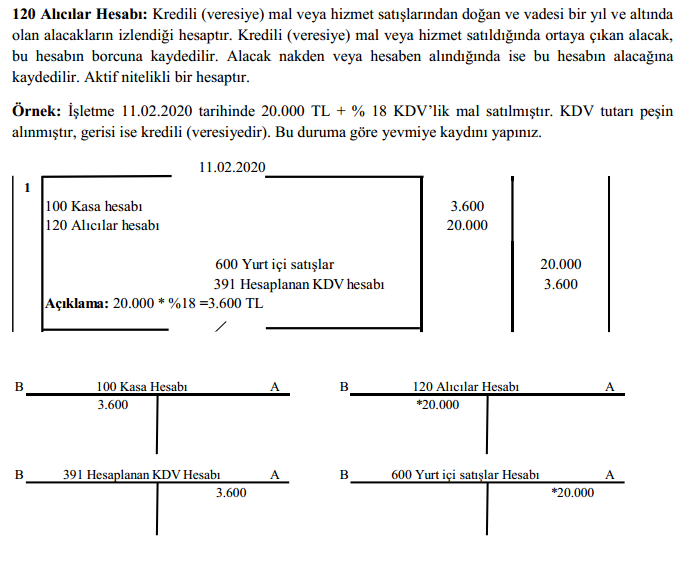 120 Alıcılar Hesabı: Kredili (veresiye) mal veya hizmet satışlarından doğan ve vadesi bir yıl ve altında
olan alacakların izlendiği hesaptır. Kredili (veresiye) mal veya hizmet satıldığında ortaya çıkan alacak,
bu hesabın borcuna kaydedilir. Alacak nakden veya hesaben alındığında ise bu hesabın alacağına
kaydedilir. Aktif nitelikli bir hesaptır.
Örnek: İşletme 11.02.2020 tarihinde 20.000 TL + % 18 KDV’lik mal satılmıştır. KDV tutarı peşin
alınmıştır, gerisi ise kredili (veresiyedir). Bu duruma göre yevmiye kaydını yapınız.
11.02.2020
1
100 Kasa hesabı 3.600
120 Alıcılar hesabı 20.000
600 Yurt içi satışlar 20.000
391 Hesaplanan KDV hesabı 3.600
Açıklama: 20.000 * %18 =3.600 TL
B 100 Kasa Hesabı A B 120 Alıcılar Hesabı A
3.600 *20.000
B 391 Hesaplanan KDV Hesabı A B 600 Yurt içi satışlar Hesabı A
3.600 *20.000